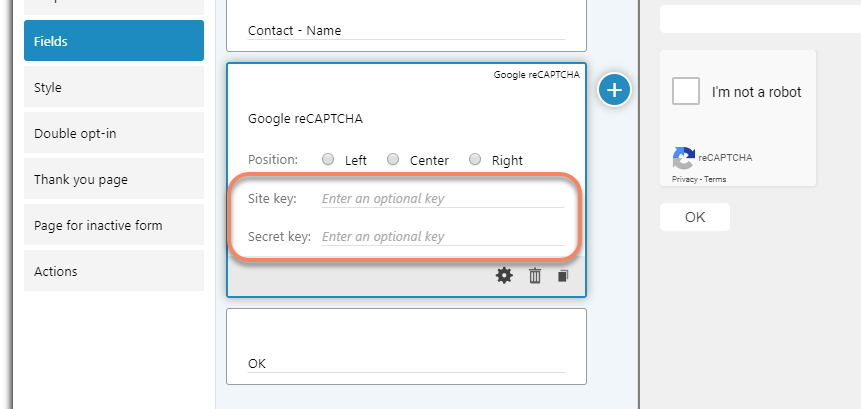 Fields
Style
Double opt-in
Thank you page
Page for inactive form
Actions
Contact - Name
Google reCAPTCHA
Google reCAPTCHA
Position: Left Center Right
Site key: Enter an optional key
Secret key: Enter an optional key
OK
I'm not a robot
reCAPTCHA
Privacy - Terms
OK